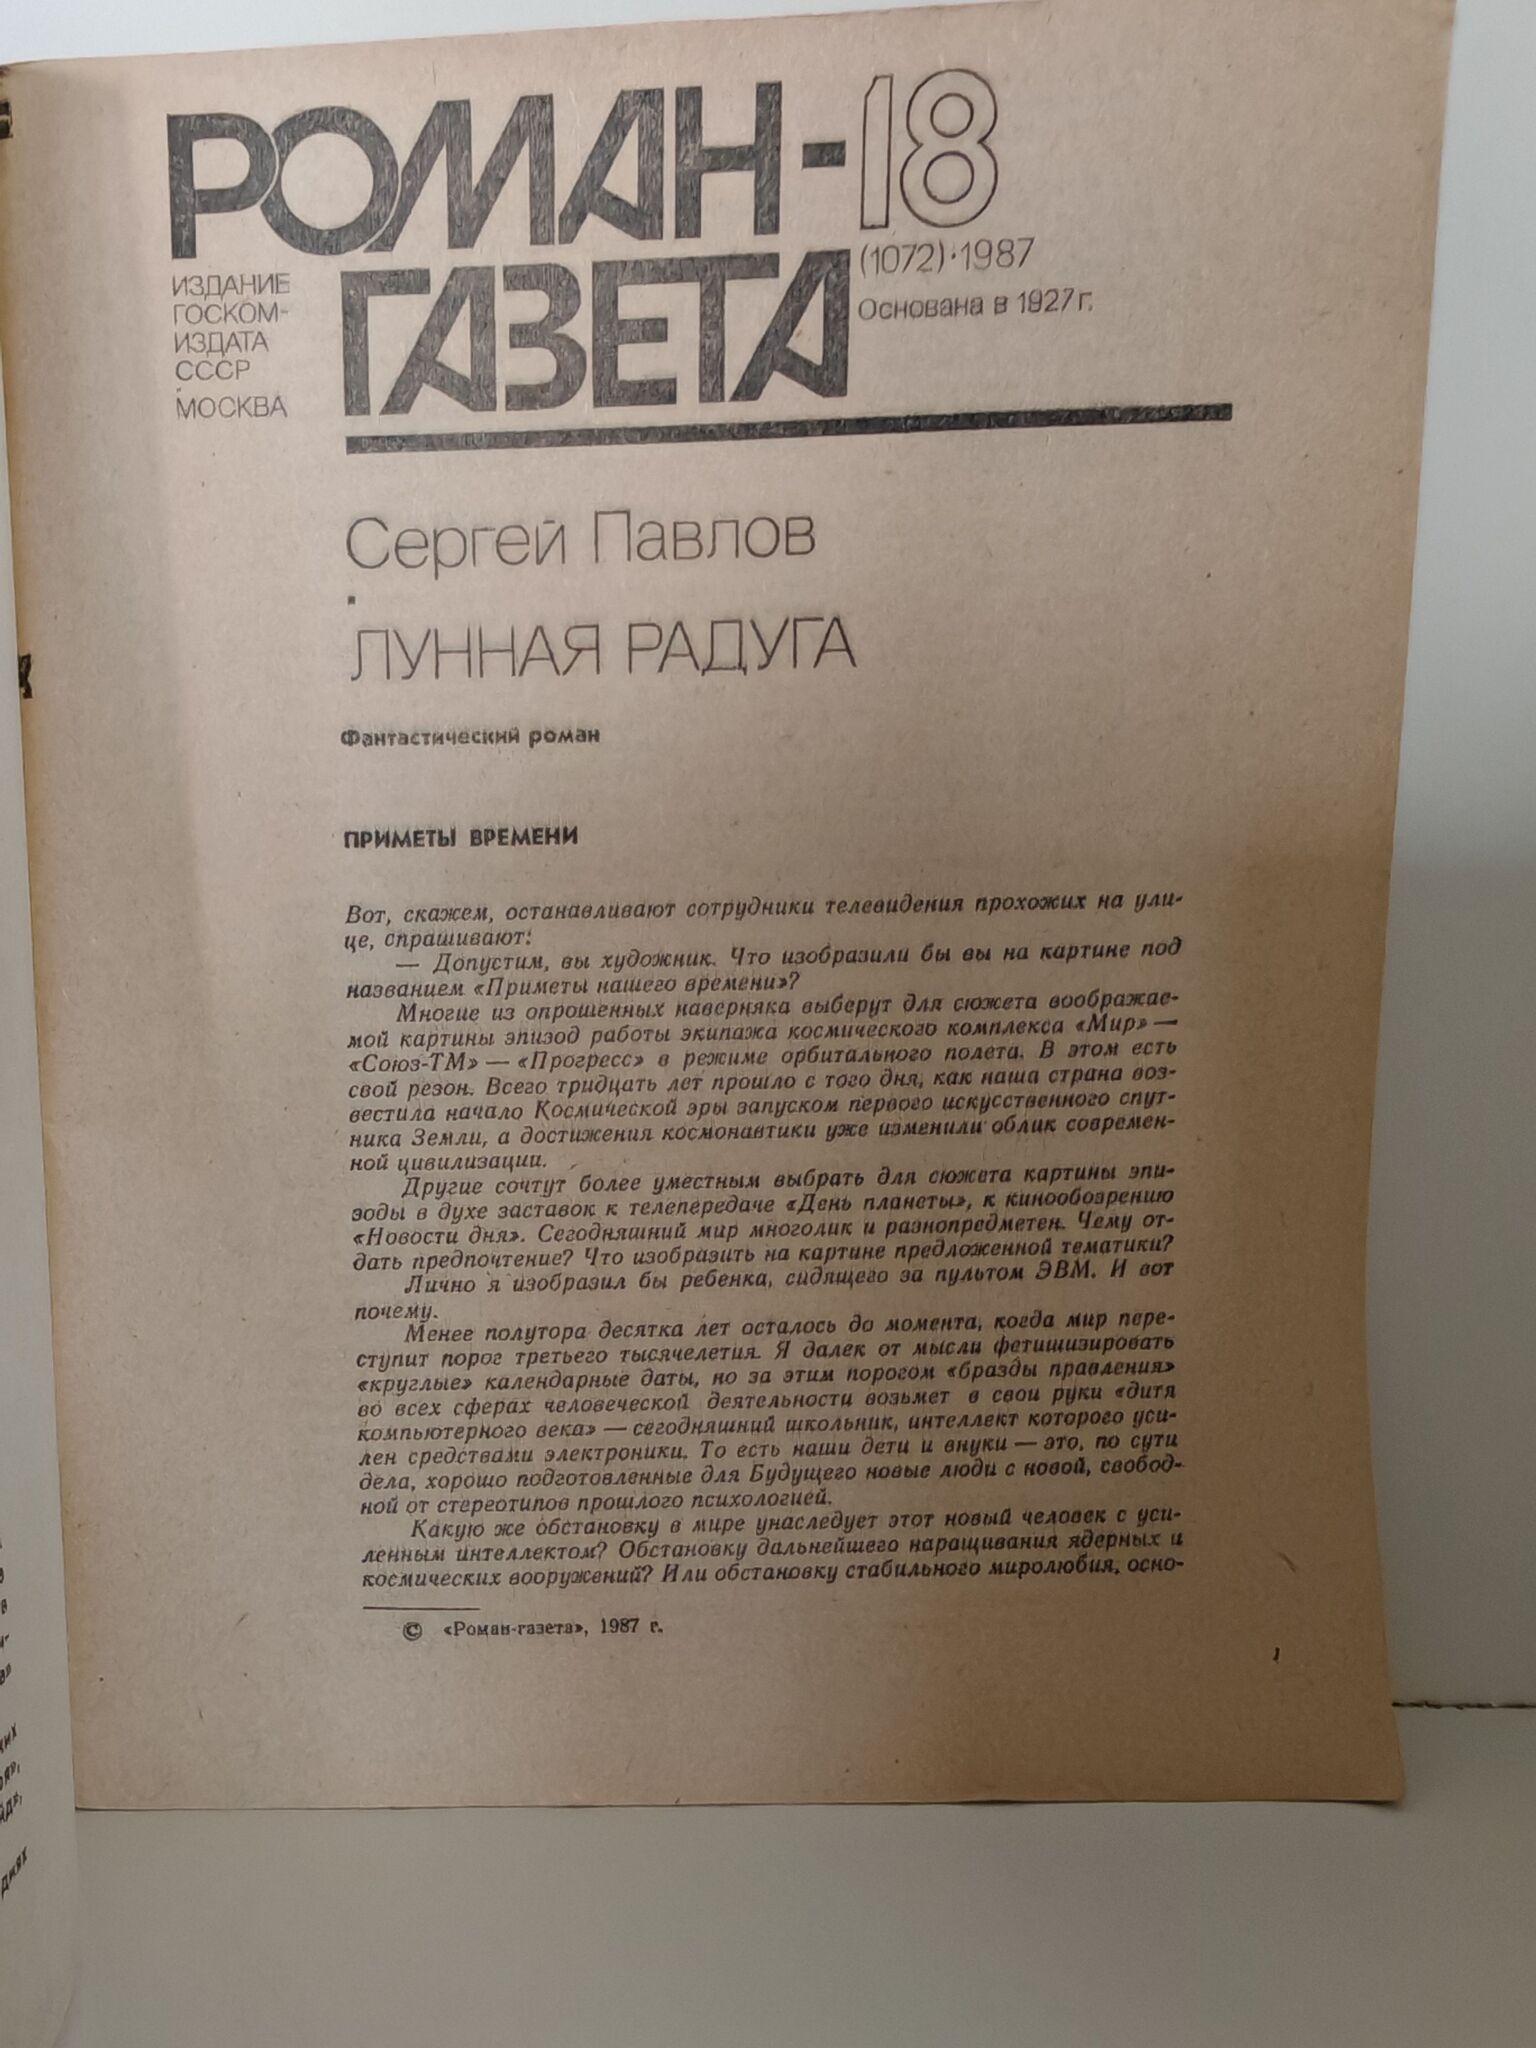 РОМАН-18
ГАЗЕТА
(1072)·1987
Основана в 1927 г.
ИЗДАНИЕ
ГОСКОМ-
ИЗДАТА
СССР
·
МОСКВА
Сергей Павлов
·
ЛУННАЯ РАДУГА
Фантастический роман
ПРИМЕТЫ ВРЕМЕНИ
Вот, скажем, останавливают сотрудники телевидения прохожих на ули-
це, спрашивают:
— Допустим, вы художник. Что изобразили бы вы на картине под
названием «Приметы нашего времени»?
Многие из опрошенных наверняка выберут для сюжета воображае-
мой картины эпизод работы экипажа космического комплекса «Мир» —
«Союз-ТМ» — «Прогресс» в режиме орбитального полета. В этом есть
свой резон. Всего тридцать лет прошло с того дня, как наша страна воз-
вестила начало Космической эры запуском первого искусственного спут-
ника Земли, а достижения космонавтики уже изменили облик современ-
ной цивилизации.
Другие сочтут более уместным выбрать для сюжета картины эпи-
зоды в духе заставок к телепередаче «День планеты», к кинообозрению
«Новости дня». Сегодняшний мир многолик и разнопредметен. Чему от-
дать предпочтение? Что изобразить на картине предложенной тематики?
Лично я изобразил бы ребенка, сидящего за пультом ЭВМ. И вот
почему.
Менее полутора десятка лет осталось до момента, когда мир пере-
ступит порог третьего тысячелетия. Я далек от мысли фетишизировать
«круглые» календарные даты, но за этим порогом «бразды правления»
во всех сферах человеческой деятельности возьмет в свои руки «дитя
компьютерного века» — сегодняшний школьник, интеллект которого уси-
лен средствами электроники. То есть наши дети и внуки — это, по сути
дела, хорошо подготовленные для Будущего новые люди с новой, свобод-
ной от стереотипов прошлого психологией.
Какую же обстановку в мире унаследует этот новый человек с уси-
ленным интеллектом? Обстановку дальнейшего наращивания ядерных и
космических вооружений? Или обстановку стабильного миролюбия, осно-
© «Роман-газета», 1987 г.
1